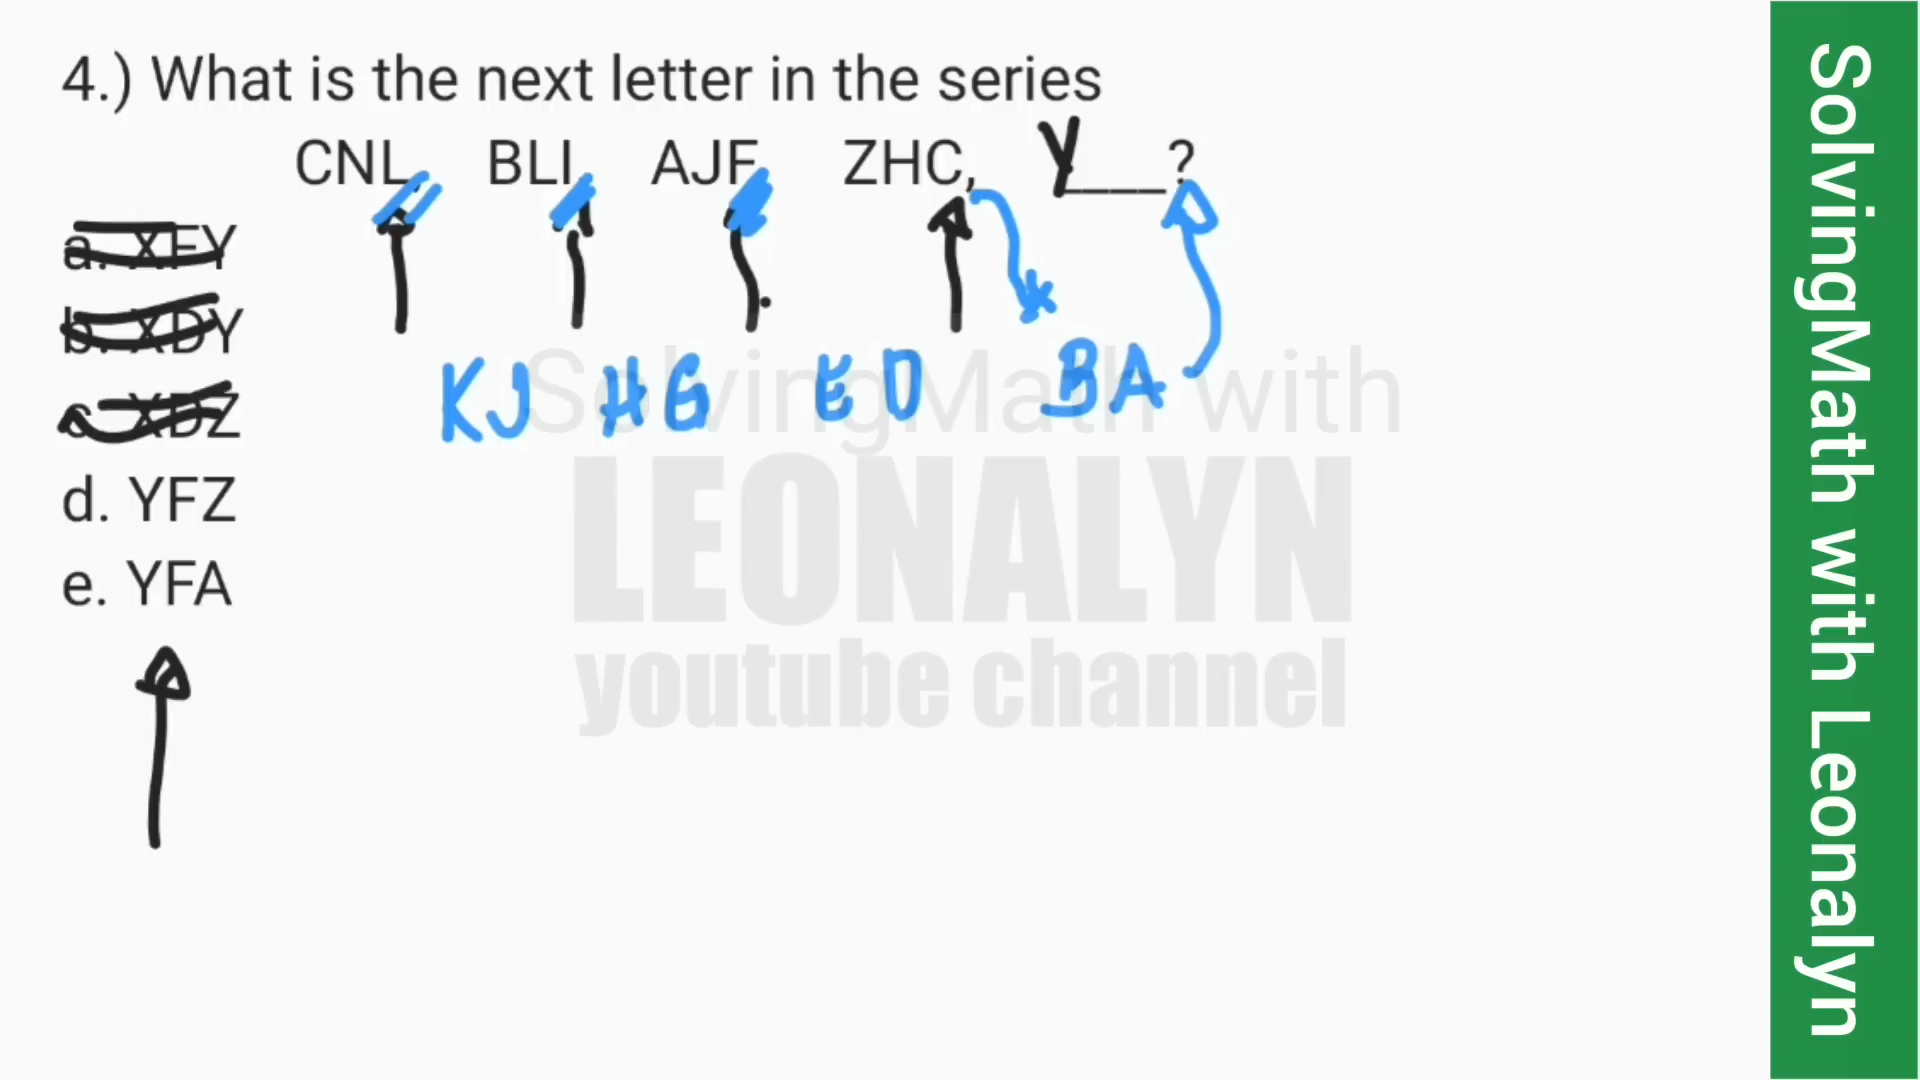 4.) What is the next letter in the series
CNL, BLI, AJF ZHC, Y____?
a. XFY
b. XDY
c. XDZ
d. YFZ
e. YFA
KJ HG ED BA
SolvingMath with
LEONALYN
youtube channel
SolvingMath with Leonalyn